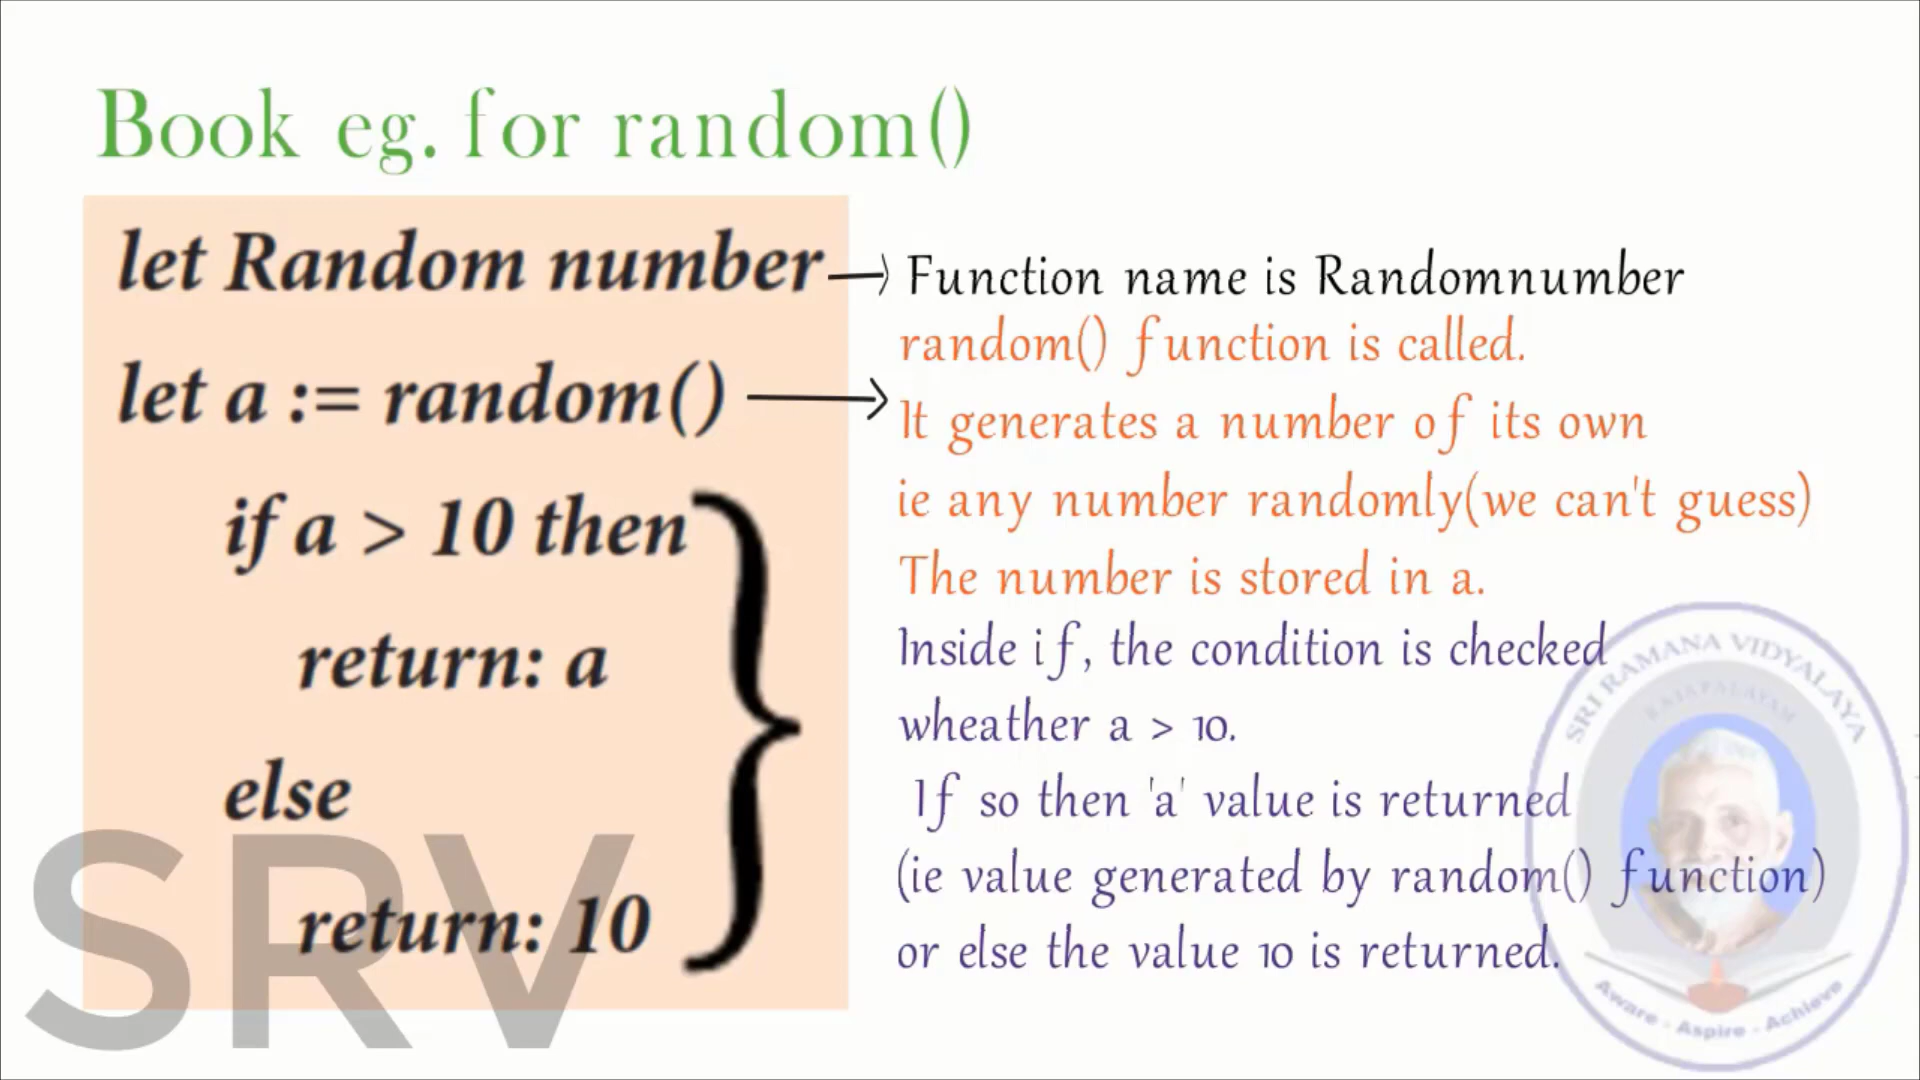 Book eg. for random()
let Random number
Function name is Randomnumber
let a := random()
random() function is called.
It generates a number of its own
ie any number randomly(we can't guess)
The number is stored in a.
if a > 10 then
return: a
else
return: 10
Inside if, the condition is checked
wheather a > 10.
If so then 'a' value is returned
(ie value generated by random() function)
or else the value 10 is returned.
SRV
SRI RAMANA VIDYALAYA
RAJAPALAYAM
Aware - Aspire - Achieve